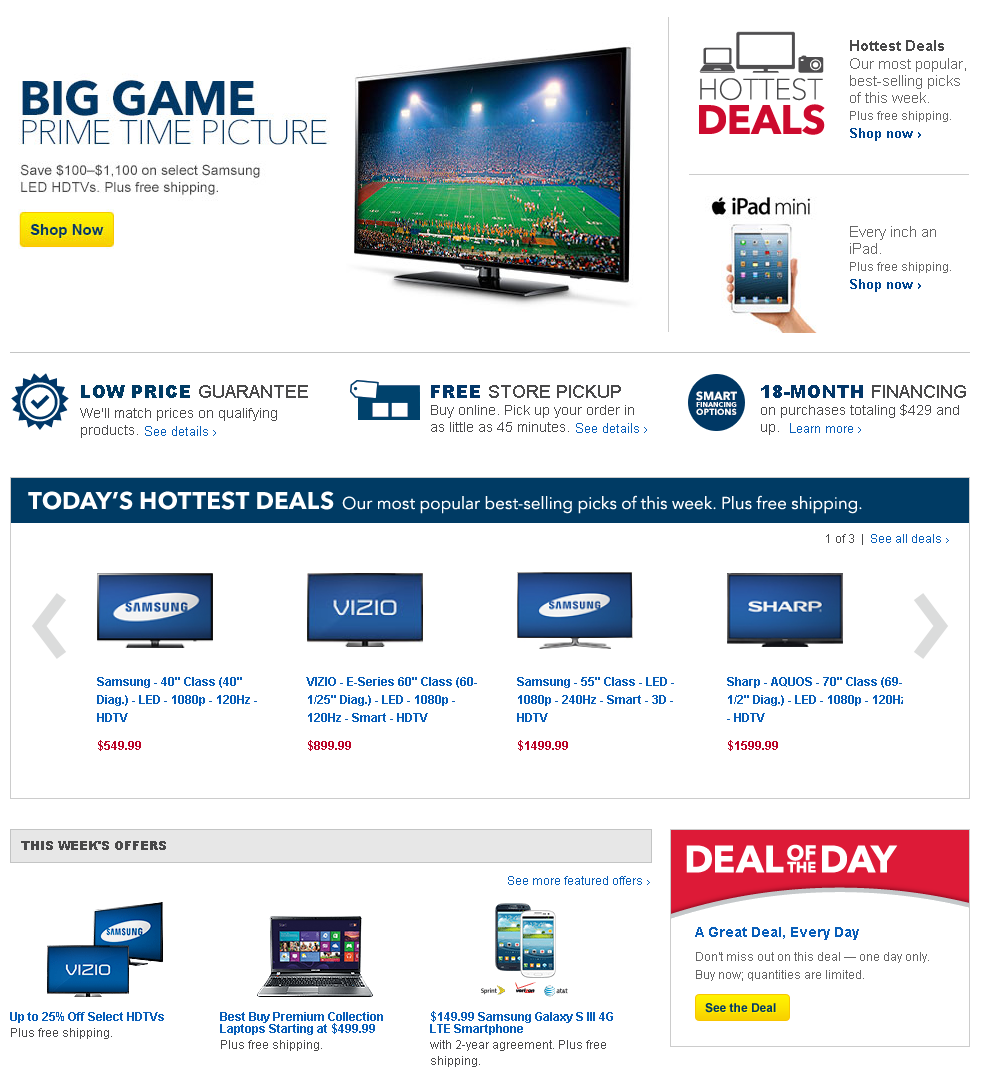 BIG GAME
PRIME TIME PICTURE
Save $100–$1,100 on select Samsung
LED HDTVs. Plus free shipping.
Shop Now
HOTTEST
DEALS
Hottest Deals
Our most popular,
best-selling picks
of this week.
Plus free shipping.
Shop now ›
iPad mini
Every inch an
iPad.
Plus free shipping.
Shop now ›
LOW PRICE GUARANTEE
We'll match prices on qualifying
products. See details ›
FREE STORE PICKUP
Buy online. Pick up your order in
as little as 45 minutes. See details ›
SMART
FINANCING
OPTIONS
18-MONTH FINANCING
on purchases totaling $429 and
up. Learn more ›
TODAY'S HOTTEST DEALS Our most popular best-selling picks of this week. Plus free shipping.
1 of 3 | See all deals ›
SAMSUNG
Samsung - 40" Class (40"
Diag.) - LED - 1080p - 120Hz -
HDTV
$549.99
VIZIO
VIZIO - E-Series 60" Class (60-
1/25" Diag.) - LED - 1080p -
120Hz - Smart - HDTV
$899.99
SAMSUNG
Samsung - 55" Class - LED -
1080p - 240Hz - Smart - 3D -
HDTV
$1499.99
SHARP
Sharp - AQUOS - 70" Class (69-
1/2" Diag.) - LED - 1080p - 120Hz
- HDTV
$1599.99
THIS WEEK'S OFFERS
See more featured offers ›
SAMSUNG
VIZIO
Up to 25% Off Select HDTVs
Plus free shipping.
Best Buy Premium Collection
Laptops Starting at $499.99
Plus free shipping.
Sprint verizon at&t
$149.99 Samsung Galaxy S III 4G
LTE Smartphone
with 2-year agreement. Plus free
shipping.
DEAL OF THE DAY
A Great Deal, Every Day
Don't miss out on this deal — one day only.
Buy now; quantities are limited.
See the Deal